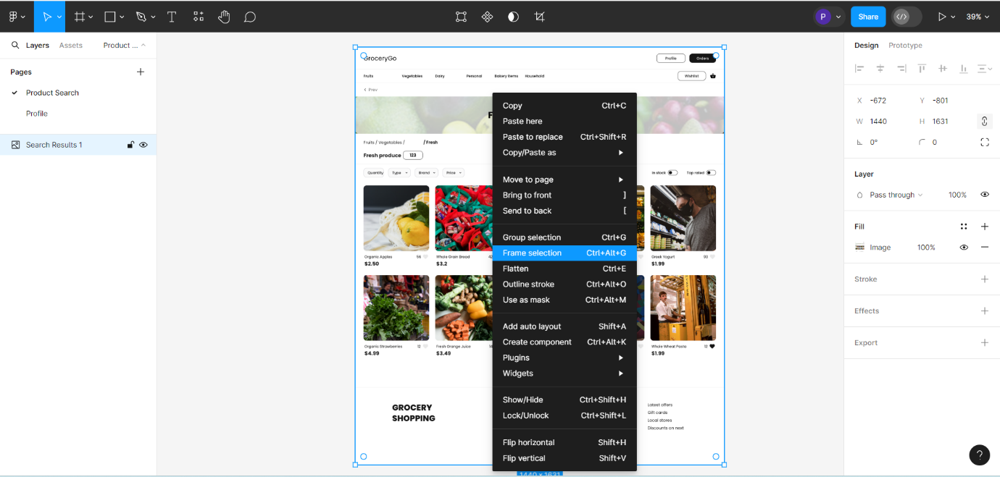 P
Share
39%
Layers
Assets
Product ...
Pages
Product Search
Profile
Search Results 1
GroceryGo
Profile
Orders
Fruits
Vegetables
Dairy
Personal
Bakery items
Household
Wishlist
< Prev
F
Fruits / Vegetables /
/ Fresh
Fresh produce
123
Quantity
Type
Brand
Price
In stock
Top rated
Organic Apples
56
$2.50
Whole Grain Bread
42
$3.2
Greek Yogurt
93
$1.99
Organic Strawberries
12
$4.99
Fresh Orange Juice
$3.49
Whole Wheat Pasta
12
$1.99
GROCERY
SHOPPING
Latest offers
Gift cards
Local stores
Discounts on next
1440 × 1631
Copy Ctrl+C
Paste here
Paste to replace Ctrl+Shift+R
Copy/Paste as
Move to page
Bring to front ]
Send to back [
Group selection Ctrl+G
Frame selection Ctrl+Alt+G
Flatten Ctrl+E
Outline stroke Ctrl+Alt+O
Use as mask Ctrl+Alt+M
Add auto layout Shift+A
Create component Ctrl+Alt+K
Plugins
Widgets
Show/Hide Ctrl+Shift+H
Lock/Unlock Ctrl+Shift+L
Flip horizontal Shift+H
Flip vertical Shift+V
Design
Prototype
X -672 Y -801
W 1440 H 1631
0° 0
Layer
Pass through 100%
Fill
Image 100%
Stroke
Effects
Export
?